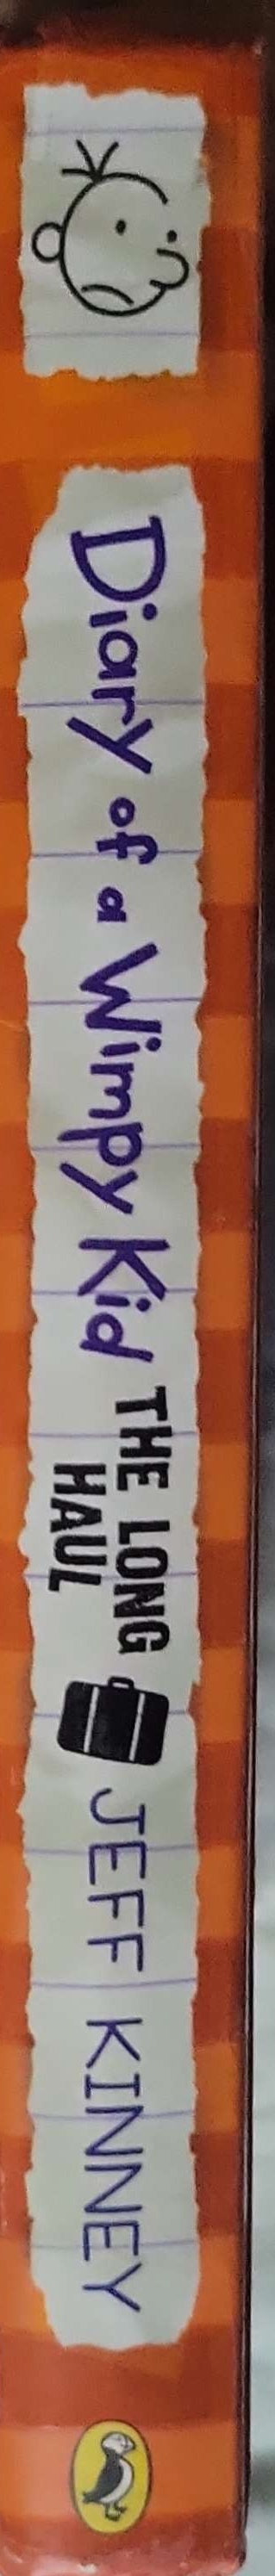 Diary of a Wimpy Kid
THE LONG
HAUL
JEFF KINNEY